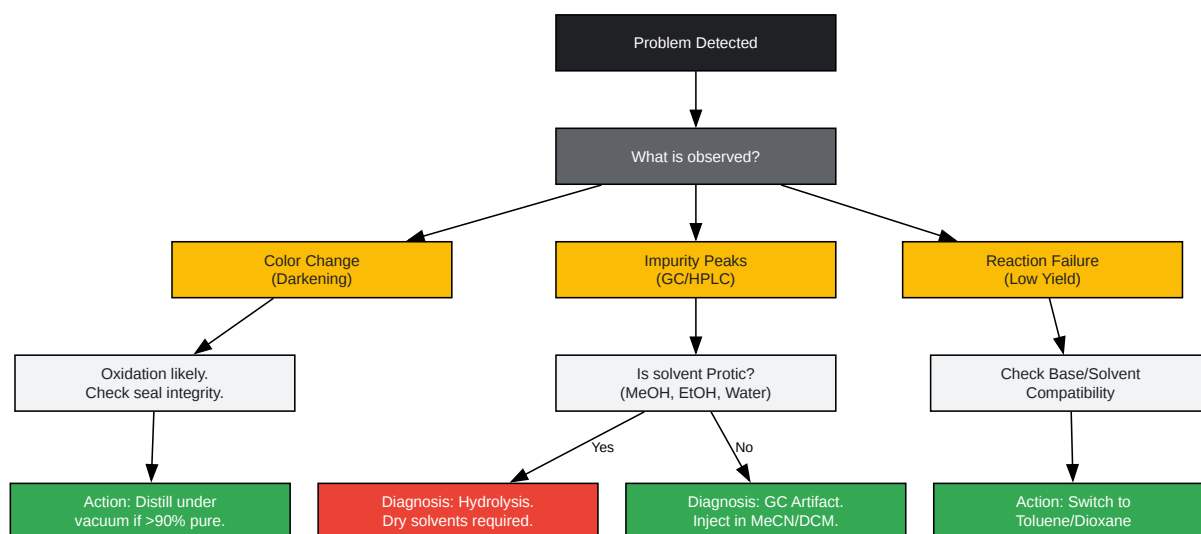 Problem Detected
What is observed?
Color Change
(Darkening)
Impurity Peaks
(GC/HPLC)
Reaction Failure
(Low Yield)
Oxidation likely.
Check seal integrity.
Is solvent Protic?
(MeOH, EtOH, Water)
Check Base/Solvent
Compatibility
Yes
No
Action: Distill under
vacuum if >90% pure.
Diagnosis: Hydrolysis.
Dry solvents required.
Diagnosis: GC Artifact.
Inject in MeCN/DCM.
Action: Switch to
Toluene/Dioxane